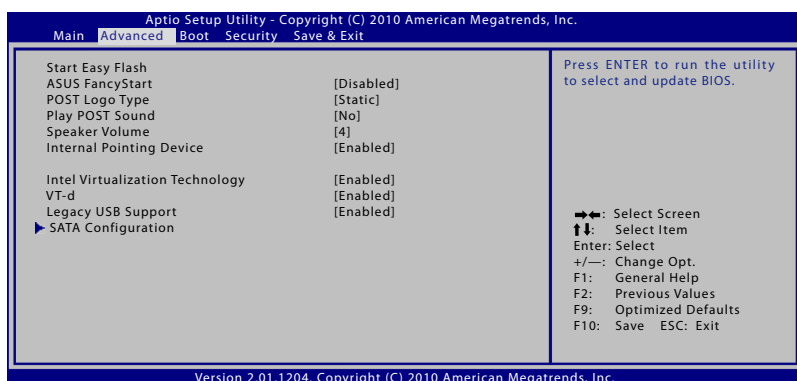 Aptio Setup Utility - Copyright (C) 2010 American Megatrends, Inc.
Main Advanced Boot Security Save & Exit
Start Easy Flash
ASUS FancyStart [Disabled]
POST Logo Type [Static]
Play POST Sound [No]
Speaker Volume [4]
Internal Pointing Device [Enabled]
Intel Virtualization Technology [Enabled]
VT-d [Enabled]
Legacy USB Support [Enabled]
SATA Configuration
Press ENTER to run the utility
to select and update BIOS.
→←: Select Screen
↑↓: Select Item
Enter: Select
+/—: Change Opt.
F1: General Help
F2: Previous Values
F9: Optimized Defaults
F10: Save ESC: Exit
Version 2.01.1204. Copyright (C) 2010 American Megatrends, Inc.